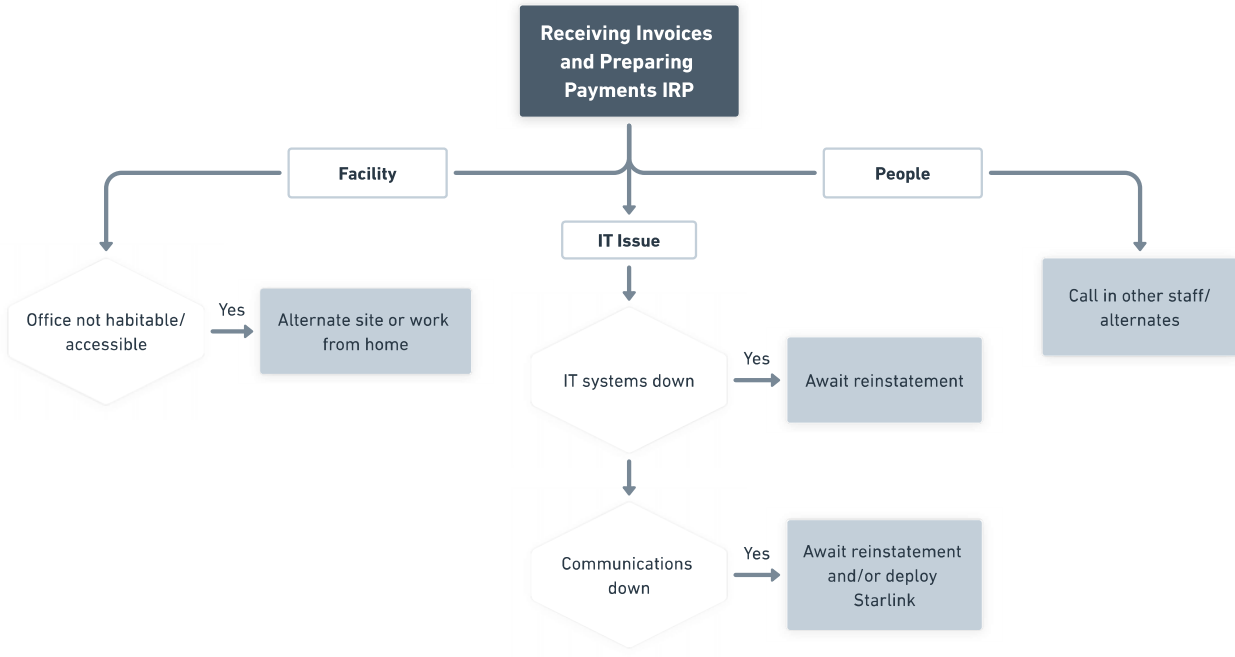 Receiving Invoices
and Preparing
Payments IRP
Facility
People
IT Issue
Office not habitable/
accessible
Yes
Alternate site or work
from home
Call in other staff/
alternates
IT systems down
Yes
Await reinstatement
Communications
down
Yes
Await reinstatement
and/or deploy
Starlink